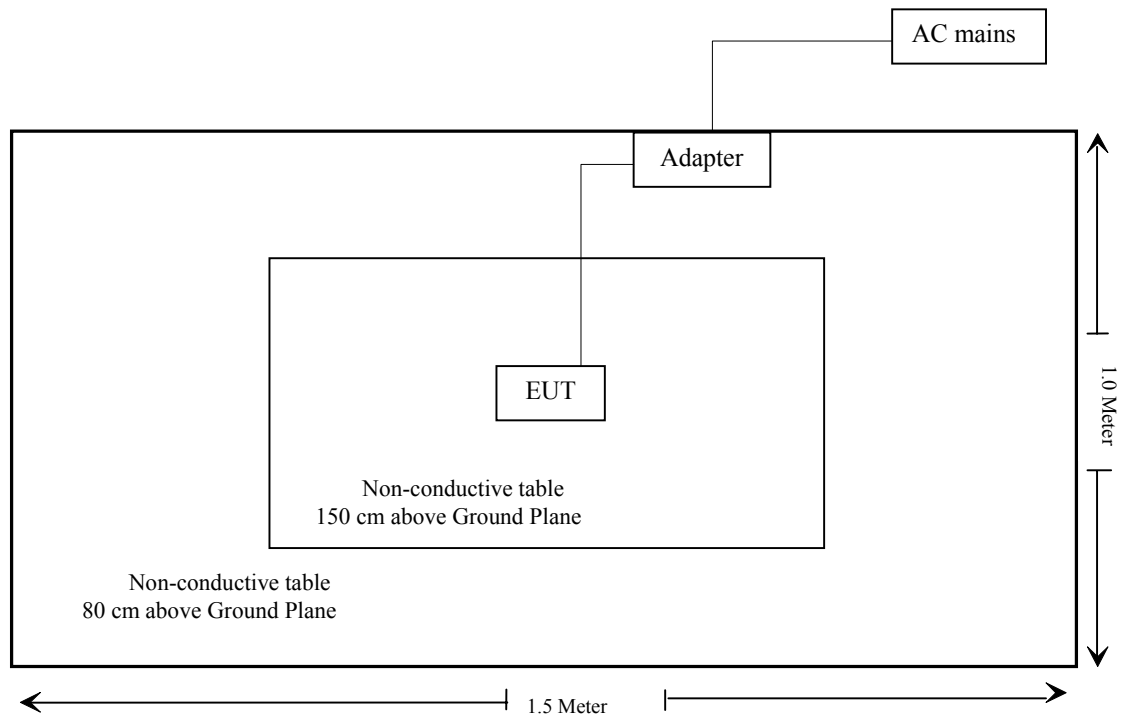 AC mains
Adapter
EUT
1.0 Meter
Non-conductive table
150 cm above Ground Plane
Non-conductive table
80 cm above Ground Plane
1.5 Meter